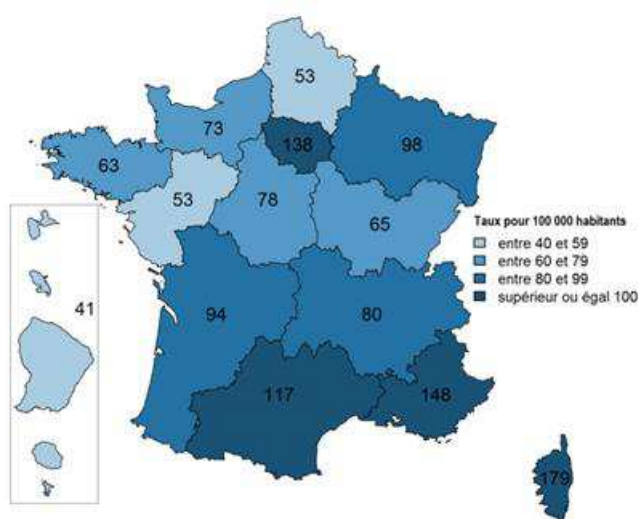 53
73
138
98
63
53
78
65
Taux pour 100 000 habitants
entre 40 et 59
entre 60 et 79
entre 80 et 99
supérieur ou égal 100
41
94
80
117
148
179